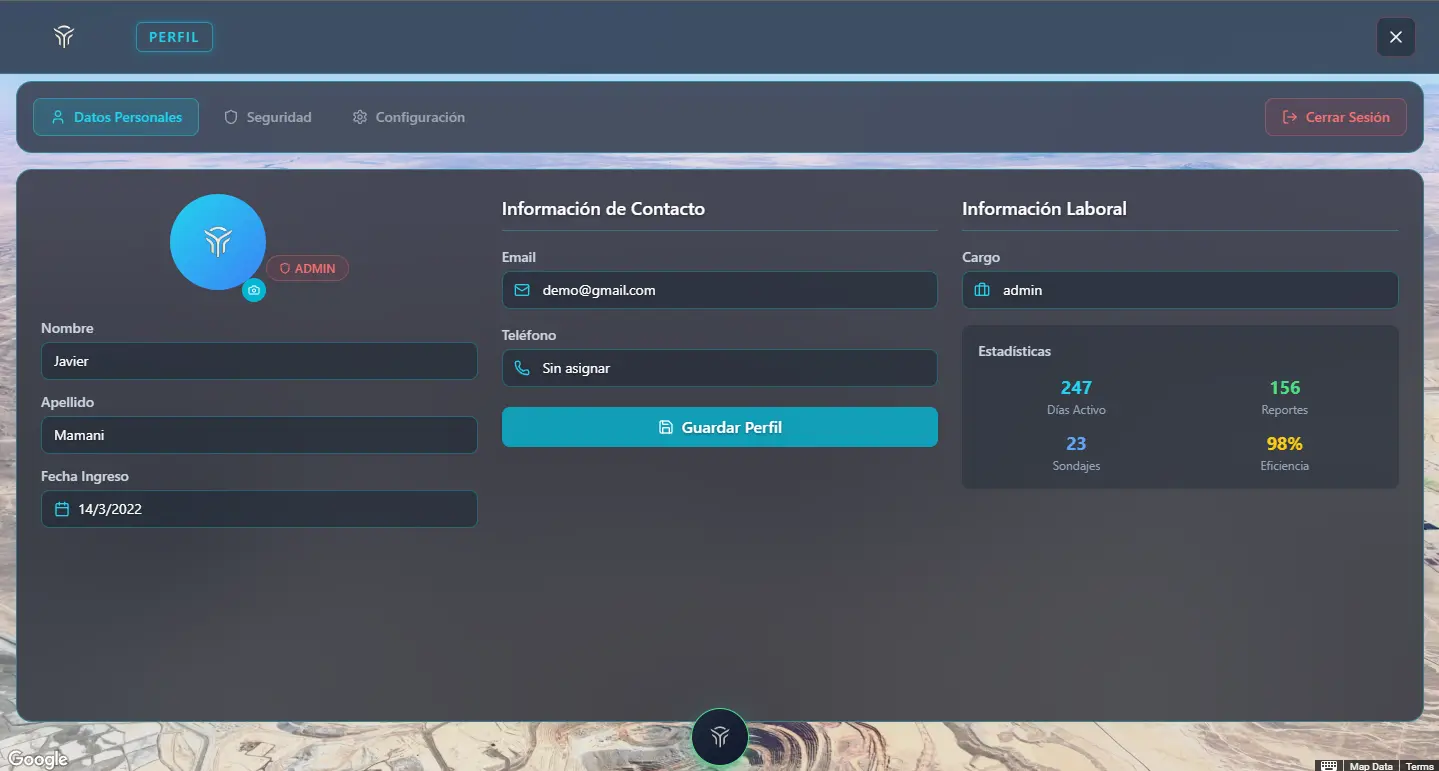 PERFIL
Datos Personales
Seguridad
Configuración
Cerrar Sesión
ADMIN
Nombre
Javier
Apellido
Mamani
Fecha Ingreso
14/3/2022
Información de Contacto
Email
demo@gmail.com
Teléfono
Sin asignar
Guardar Perfil
Información Laboral
Cargo
admin
Estadísticas
247
Días Activo
156
Reportes
23
Sondajes
98%
Eficiencia
Google
Map Data
Terms